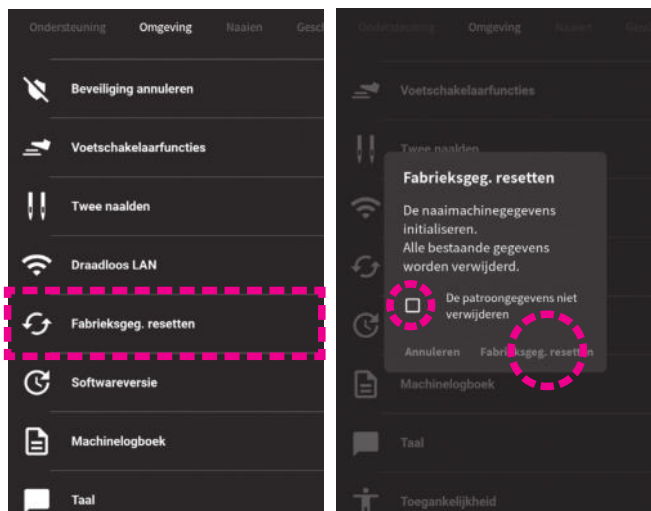 Ondersteuning Omgeving Naaien Gesch
Beveiliging annuleren
Voetschakelaarfuncties
Twee naalden
Draadloos LAN
Fabrieksgeg. resetten
Softwareversie
Machinelogboek
Taal
Ondersteuning Omgeving Naaien Gesch
Voetschakelaarfuncties
Twee naalden
Fabrieksgeg. resetten
De naaimachinegegevens
initialiseren.
Alle bestaande gegevens
worden verwijderd.
De patroongegevens niet
verwijderen
Annuleren Fabrieksgeg. resetten
Machinelogboek
Taal
Toegankelijkheid